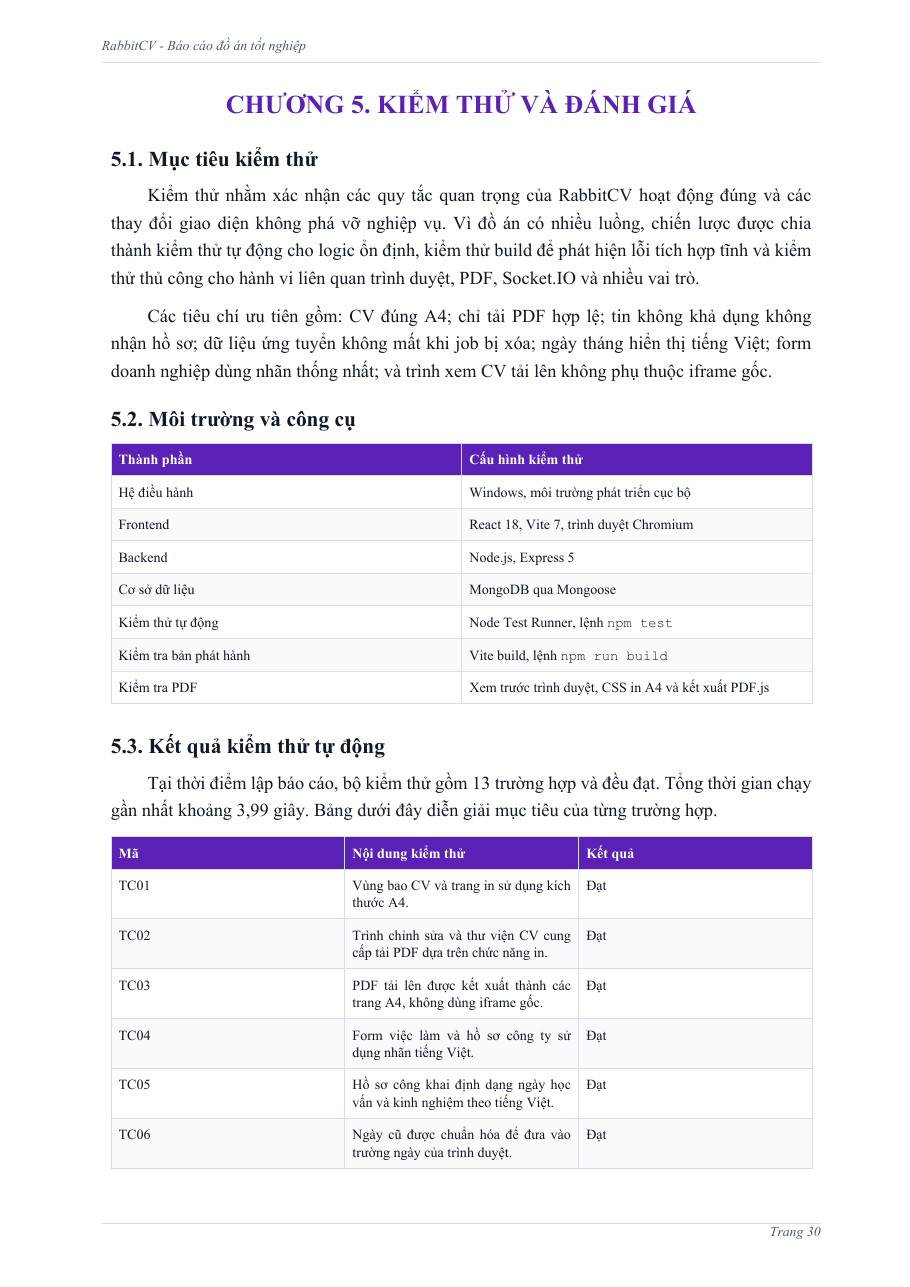 RabbitCV - Báo cáo đồ án tốt nghiệp
CHƯƠNG 5. KIỂM THỬ VÀ ĐÁNH GIÁ
5.1. Mục tiêu kiểm thử
Kiểm thử nhằm xác nhận các quy tắc quan trọng của RabbitCV hoạt động đúng và các
thay đổi giao diện không phá vỡ nghiệp vụ. Vì đồ án có nhiều luồng, chiến lược được chia
thành kiểm thử tự động cho logic ổn định, kiểm thử build để phát hiện lỗi tích hợp tĩnh và kiểm
thử thủ công cho hành vi liên quan trình duyệt, PDF, Socket.IO và nhiều vai trò.
Các tiêu chí ưu tiên gồm: CV đúng A4; chỉ tải PDF hợp lệ; tin không khả dụng không
nhận hồ sơ; dữ liệu ứng tuyển không mất khi job bị xóa; ngày tháng hiển thị tiếng Việt; form
doanh nghiệp dùng nhãn thống nhất; và trình xem CV tải lên không phụ thuộc iframe gốc.
5.2. Môi trường và công cụ
Thành phần Cấu hình kiểm thử
Hệ điều hành Windows, môi trường phát triển cục bộ
Frontend React 18, Vite 7, trình duyệt Chromium
Backend Node.js, Express 5
Cơ sở dữ liệu MongoDB qua Mongoose
Kiểm thử tự động Node Test Runner, lệnh npm test
Kiểm tra bản phát hành Vite build, lệnh npm run build
Kiểm tra PDF Xem trước trình duyệt, CSS in A4 và kết xuất PDF.js
5.3. Kết quả kiểm thử tự động
Tại thời điểm lập báo cáo, bộ kiểm thử gồm 13 trường hợp và đều đạt. Tổng thời gian chạy
gần nhất khoảng 3,99 giây. Bảng dưới đây diễn giải mục tiêu của từng trường hợp.
Mã Nội dung kiểm thử Kết quả
TC01 Vùng bao CV và trang in sử dụng kích Đạt
thước A4.
TC02 Trình chỉnh sửa và thư viện CV cung Đạt
cấp tải PDF dựa trên chức năng in.
TC03 PDF tải lên được kết xuất thành các Đạt
trang A4, không dùng iframe gốc.
TC04 Form việc làm và hồ sơ công ty sử Đạt
dụng nhãn tiếng Việt.
TC05 Hồ sơ công khai định dạng ngày học Đạt
vấn và kinh nghiệm theo tiếng Việt.
TC06 Ngày cũ được chuẩn hóa để đưa vào Đạt
trường ngày của trình duyệt.
Trang 30